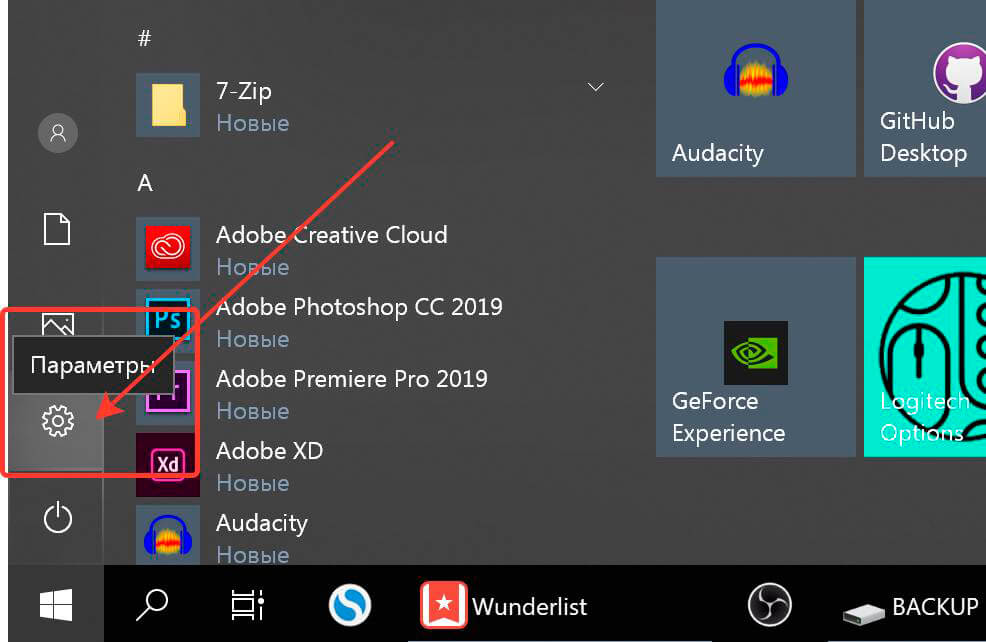 #
7-Zip
Новые
A
Adobe Creative Cloud
Новые
Ps
Adobe Photoshop CC 2019
Новые
Параметры
Pr
Adobe Premiere Pro 2019
Новые
Xd
Adobe XD
Новые
Audacity
Новые
Audacity
GitHub
Desktop
GeForce
Experience
Logitech
Options
Wunderlist
BACKUP